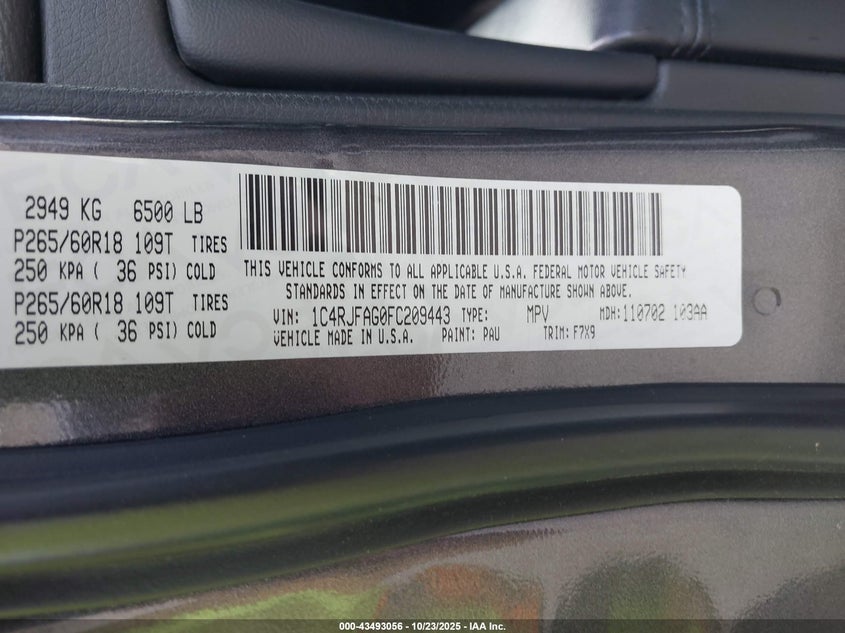 2949 KG 6500 LB
P265/60R18 109T TIRES
250 KPA ( 36 PSI) COLD
P265/60R18 109T TIRES
250 KPA ( 36 PSI) COLD
THIS VEHICLE CONFORMS TO ALL APPLICABLE U.S.A. FEDERAL MOTOR VEHICLE SAFETY
STANDARDS IN EFFECT ON THE DATE OF MANUFACTURE SHOWN ABOVE.
VIN: 1C4RJFAG0FC209443 TYPE: MPV MDH:110702 103AA
VEHICLE MADE IN U.S.A. PAINT: PAU TRIM: F7X9
000-43493056 - 10/23/2025 - IAA Inc.